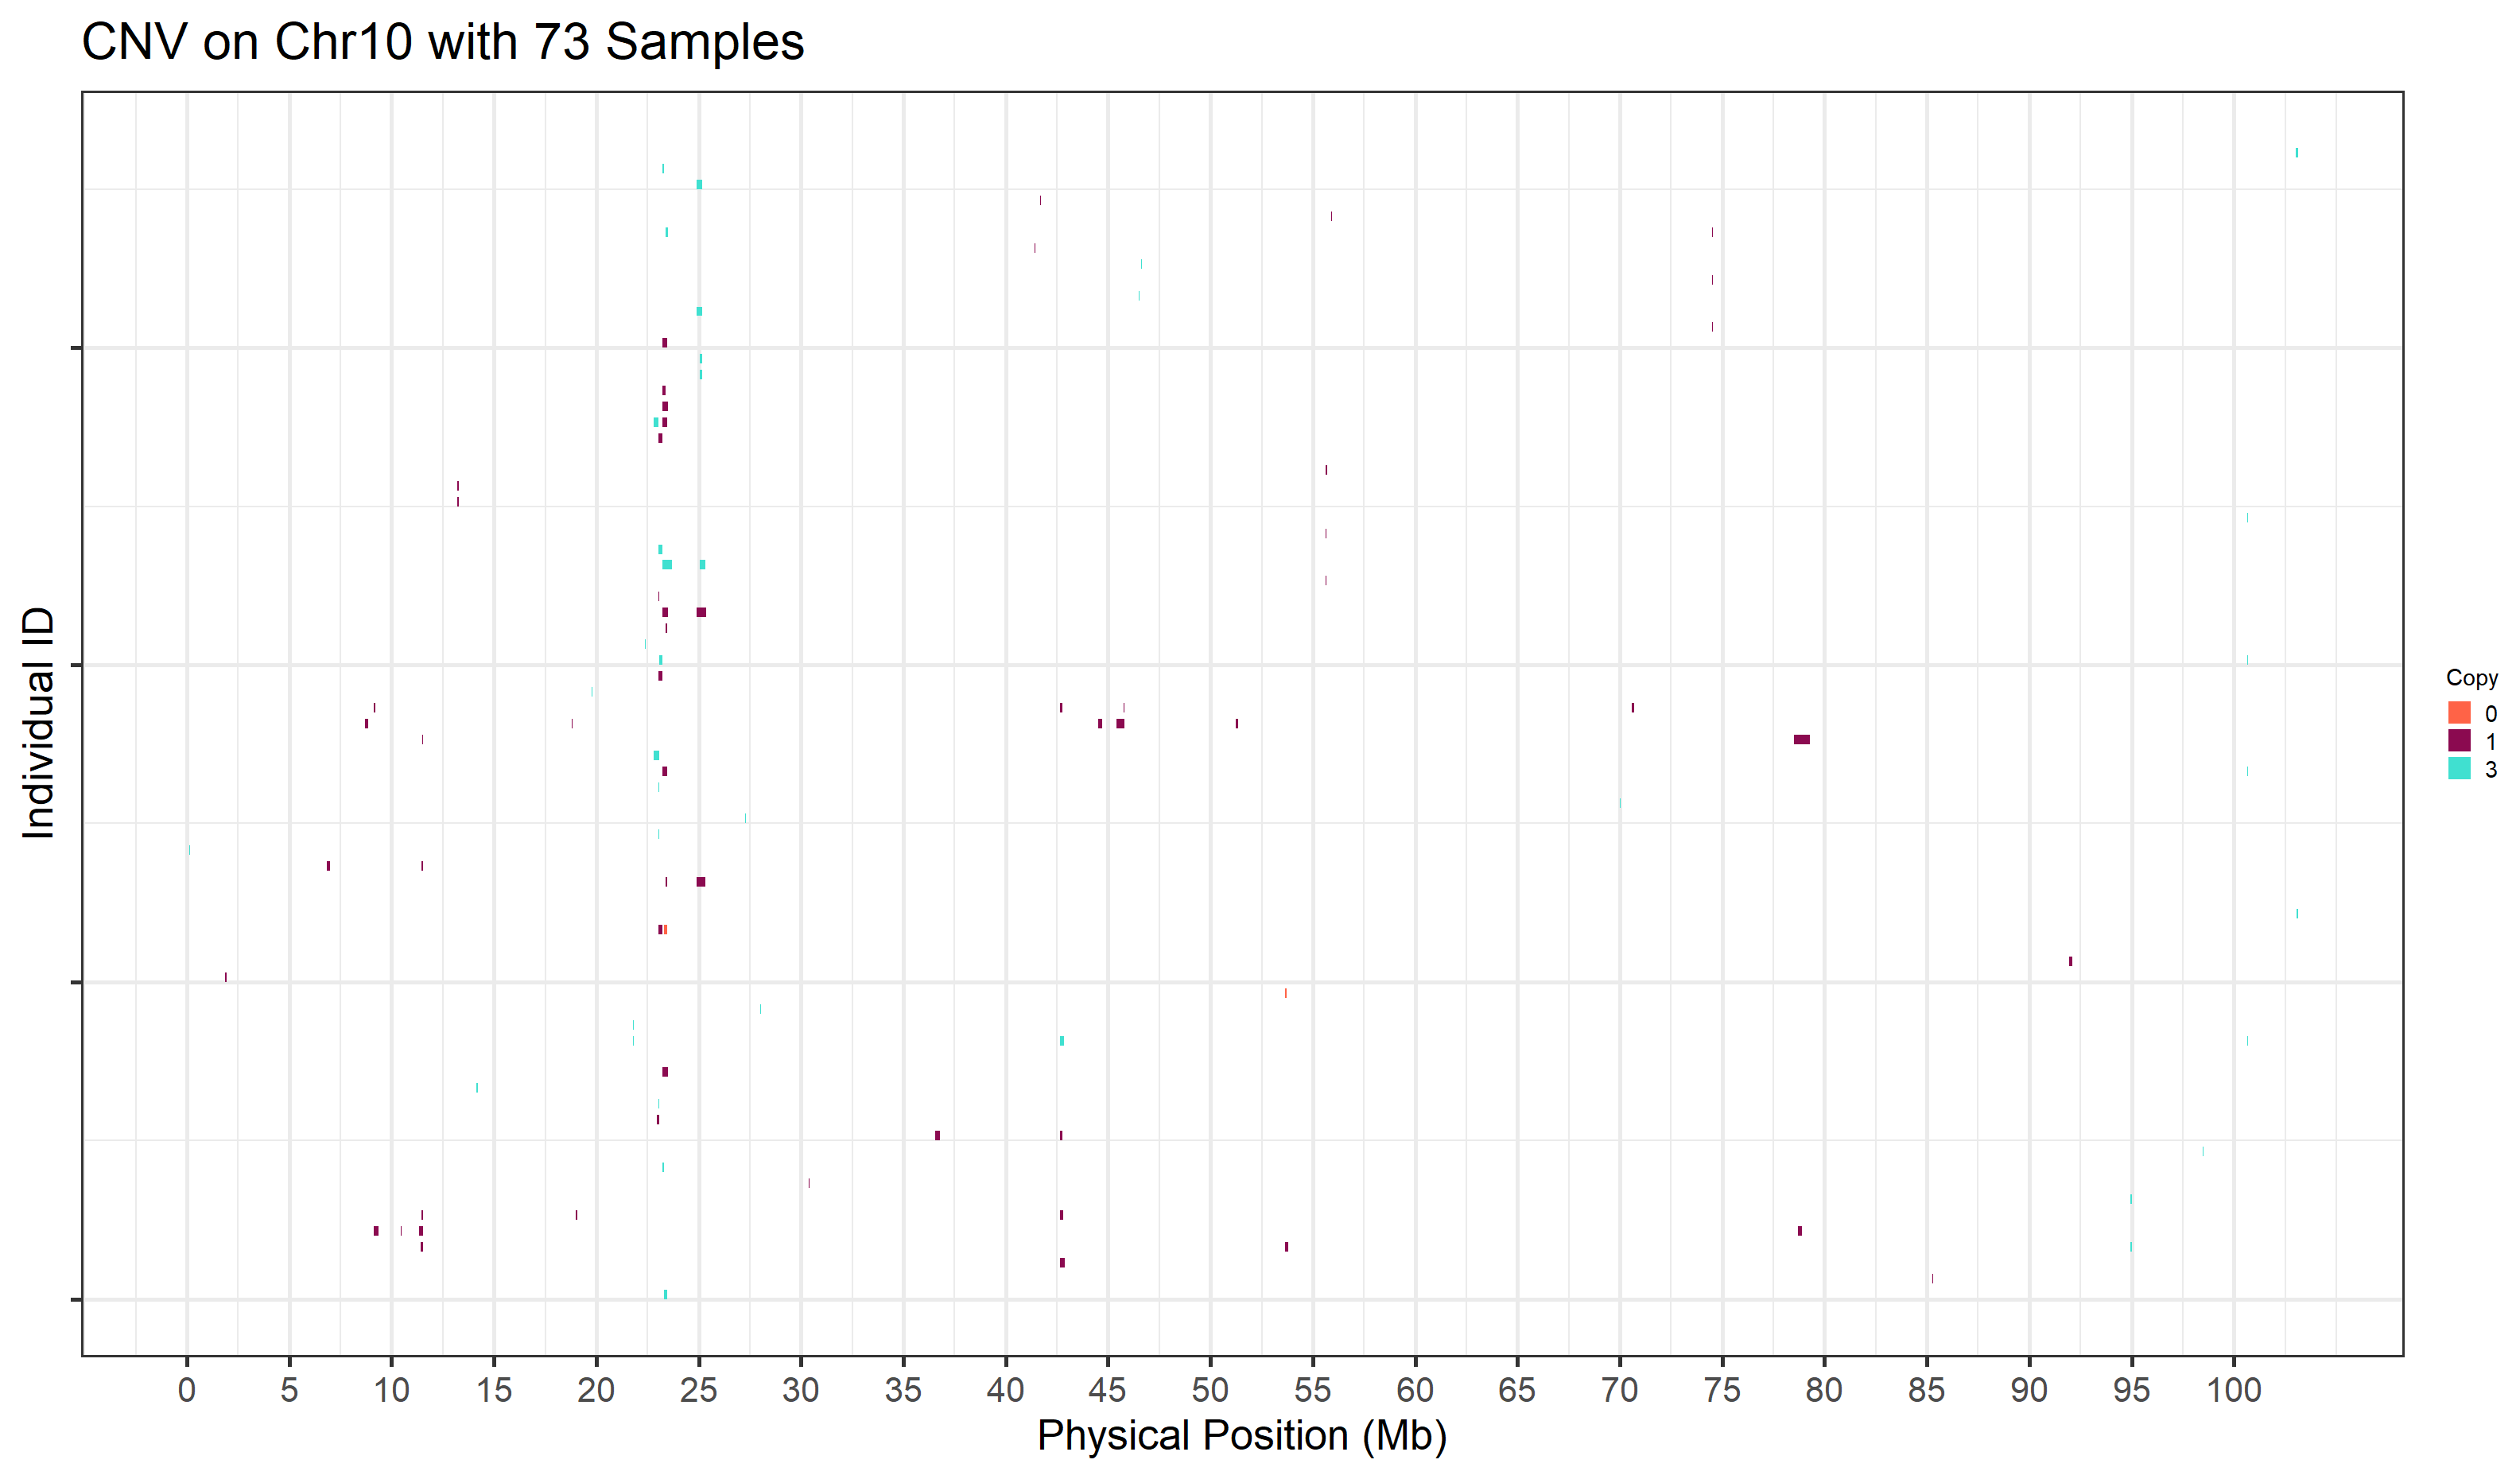 CNV on Chr10 with 73 Samples
Individual ID
Copy
0
1
3
0 5 10 15 20 25 30 35 40 45 50 55 60 65 70 75 80 85 90 95 100
Physical Position (Mb)